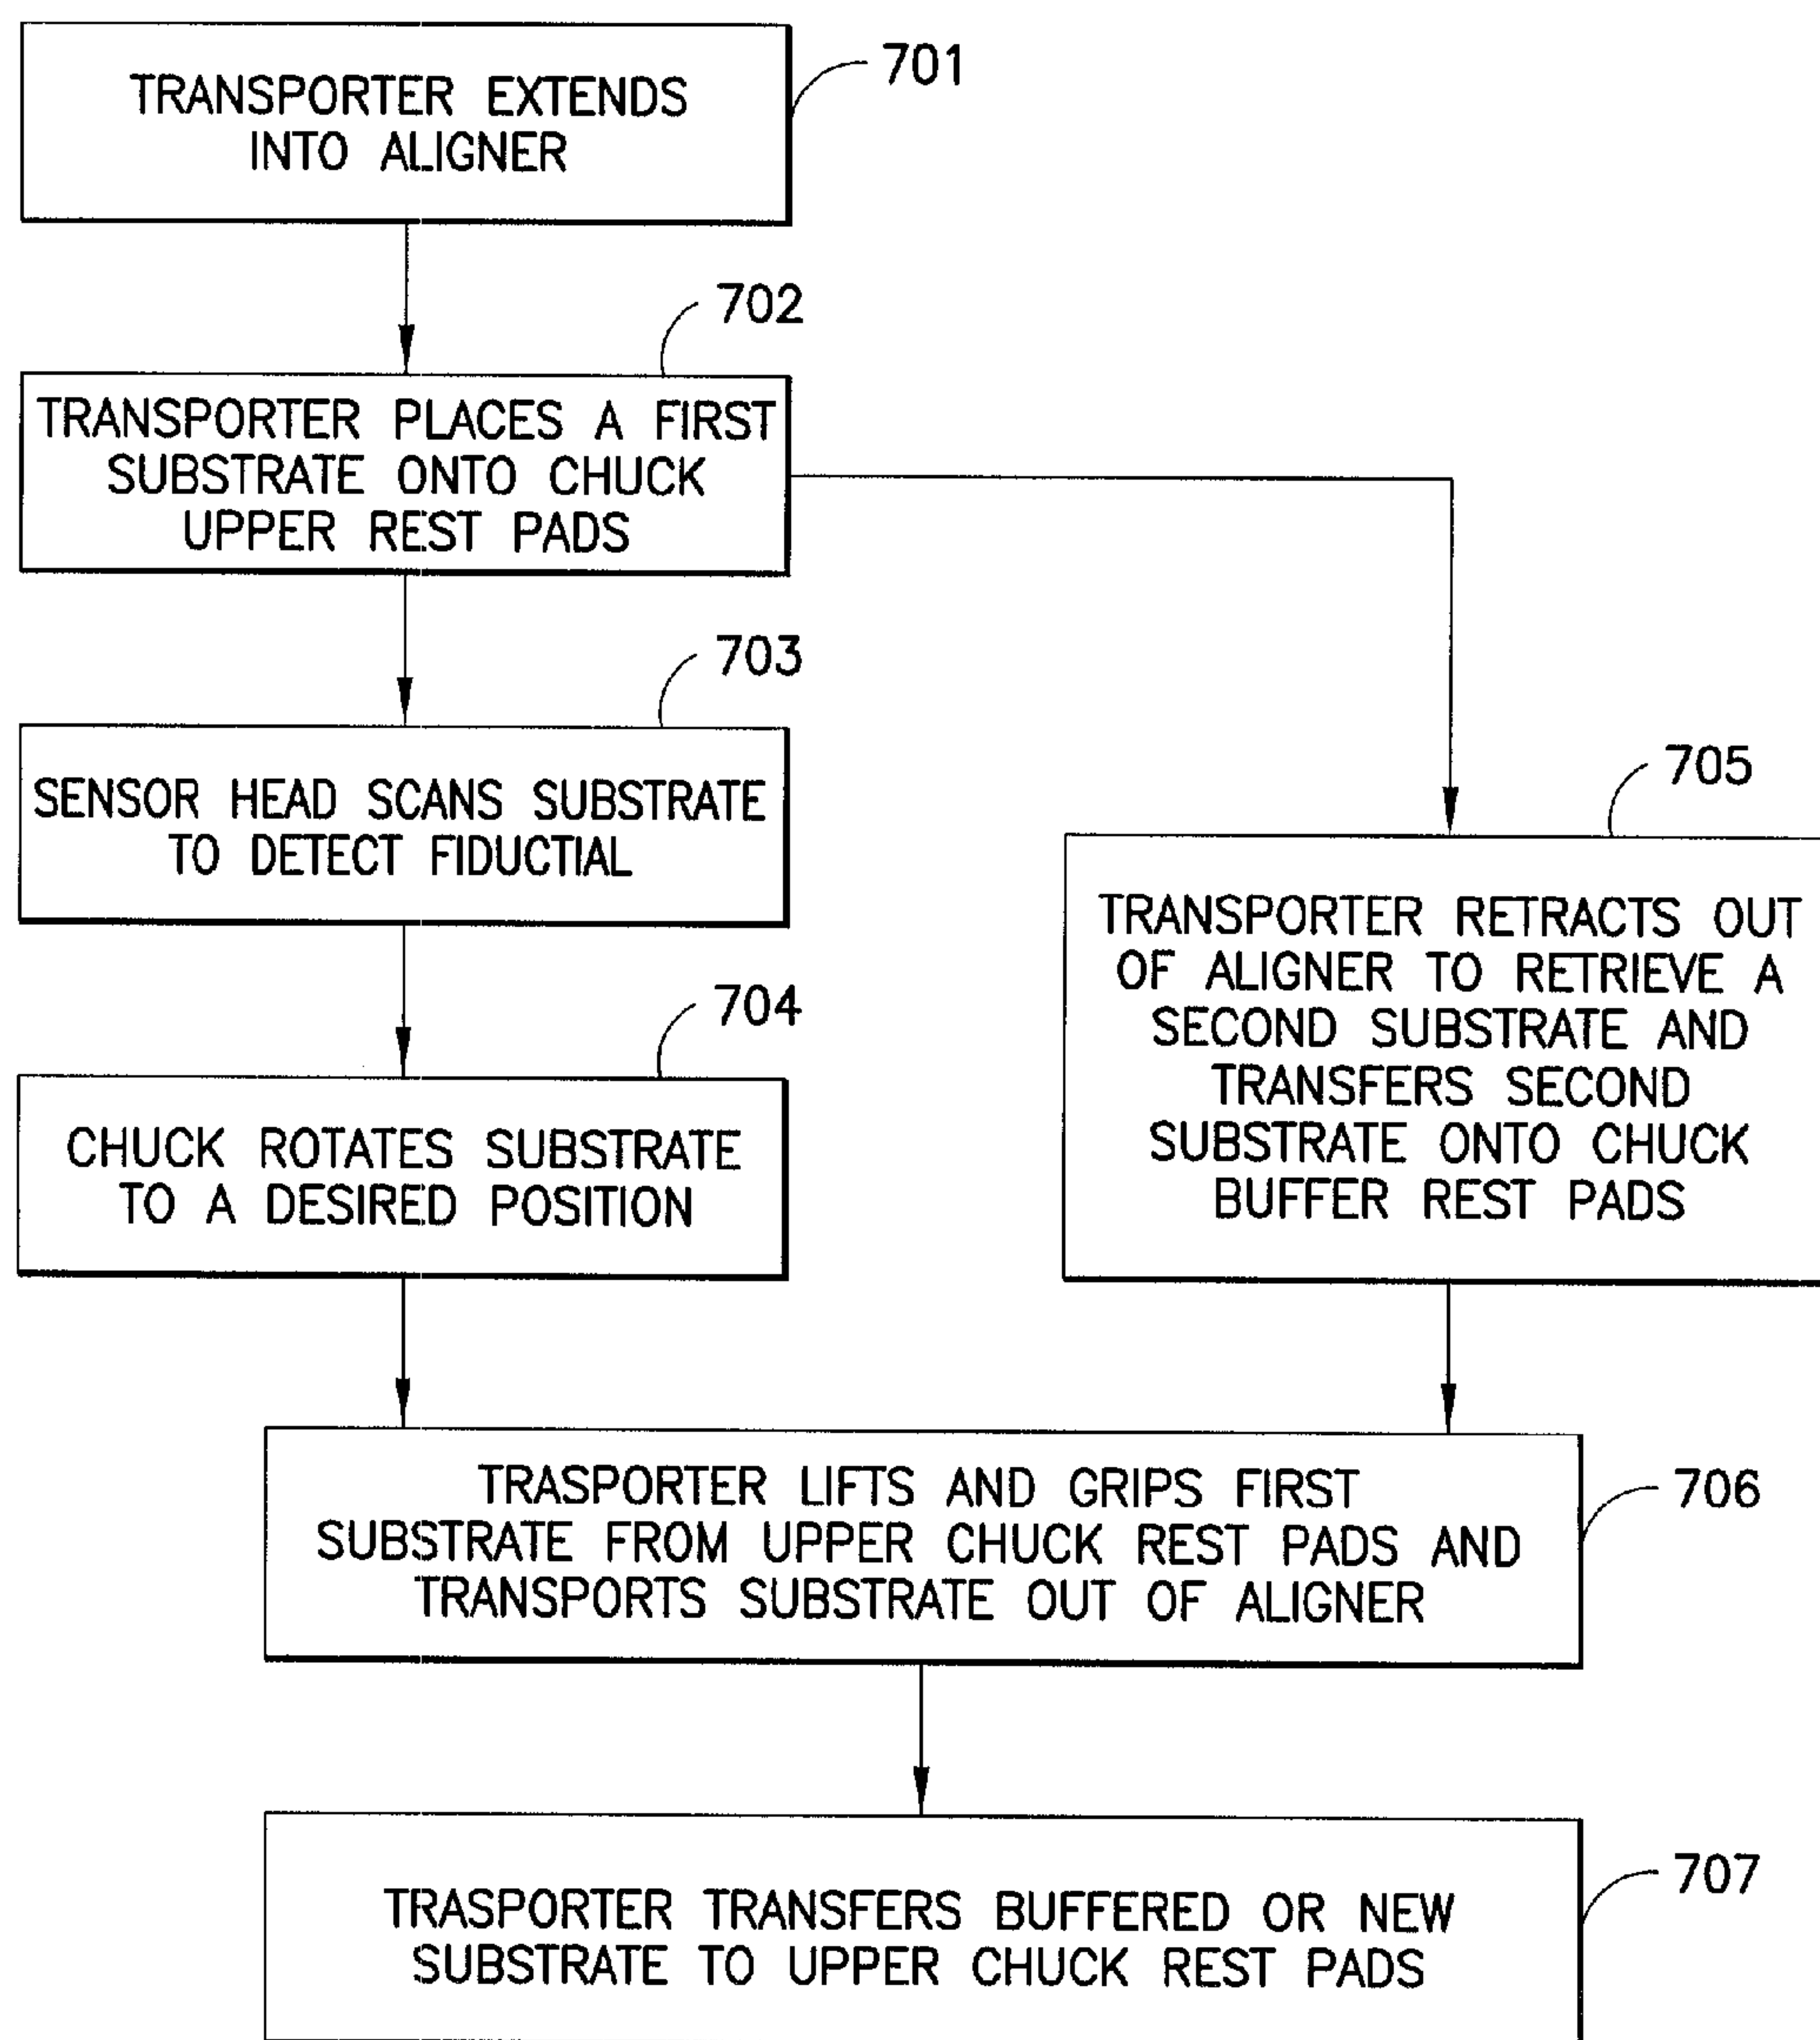 701
TRANSPORTER EXTENDS
INTO ALIGNER
702
TRANSPORTER PLACES A FIRST
SUBSTRATE ONTO CHUCK
UPPER REST PADS
703
SENSOR HEAD SCANS SUBSTRATE
TO DETECT FIDUCTIAL
704
CHUCK ROTATES SUBSTRATE
TO A DESIRED POSITION
705
TRANSPORTER RETRACTS OUT
OF ALIGNER TO RETRIEVE A
SECOND SUBSTRATE AND
TRANSFERS SECOND
SUBSTRATE ONTO CHUCK
BUFFER REST PADS
706
TRASPORTER LIFTS AND GRIPS FIRST
SUBSTRATE FROM UPPER CHUCK REST PADS AND
TRANSPORTS SUBSTRATE OUT OF ALIGNER
707
TRASPORTER TRANSFERS BUFFERED OR NEW
SUBSTRATE TO UPPER CHUCK REST PADS